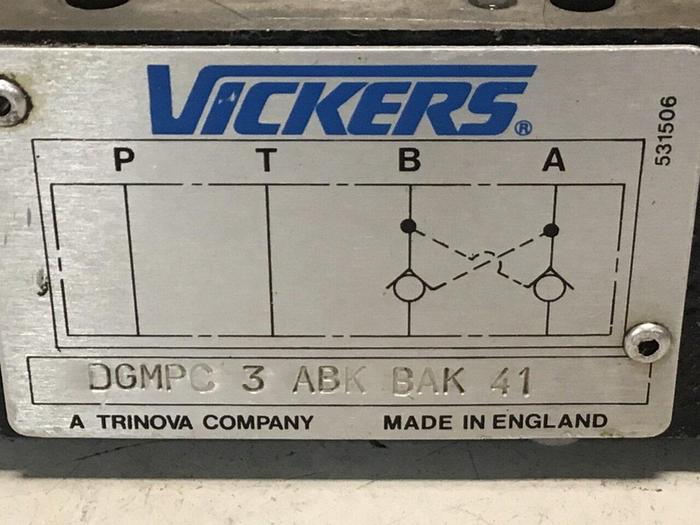 VICKERS®
531506
P T B A
DGMPC 3 ABK BAK 41
A TRINOVA COMPANY MADE IN ENGLAND